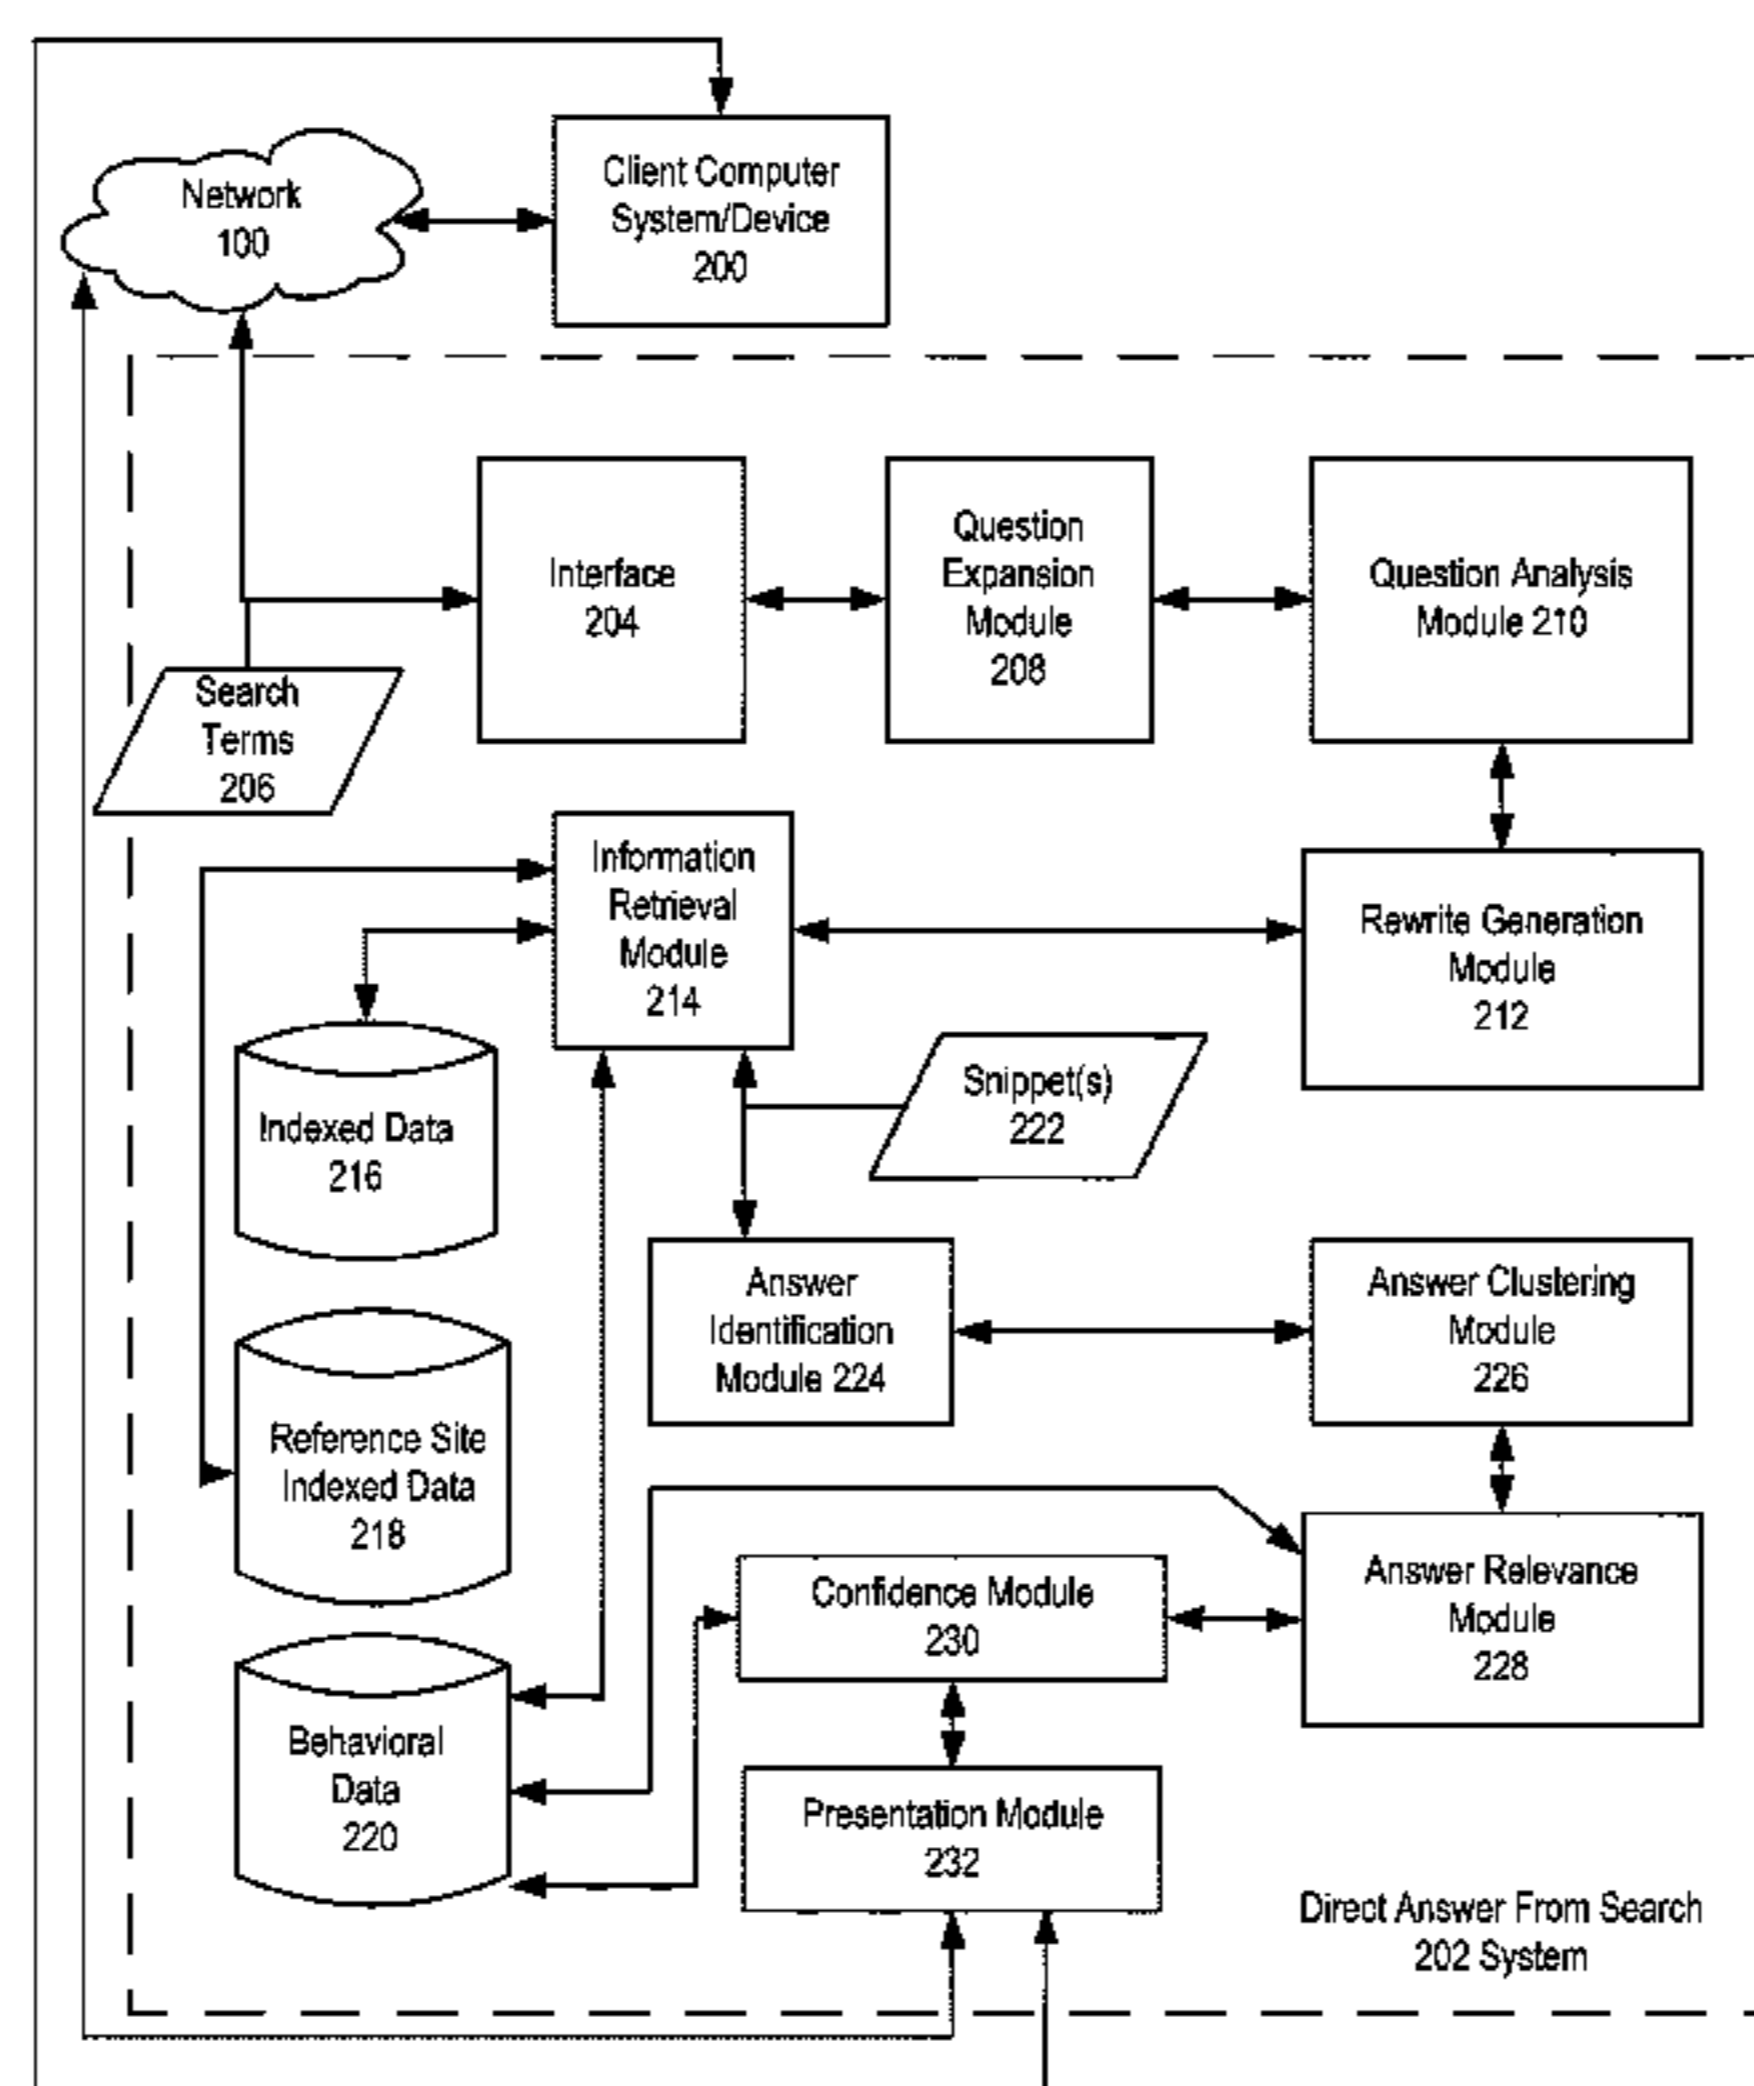 Network
100
Client Computer
System/Device
200
Interface
204
Question
Expansion
Module
208
Question Analysis
Module 210
Search
Terms
206
Information
Retrieval
Module
214
Rewrite Generation
Module
212
Snippet(s)
222
Indexed Data
216
Answer
Identification
Module 224
Answer Clustering
Module
226
Reference Site
Indexed Data
218
Confidence Module
230
Answer Relevance
Module
228
Behavioral
Data
220
Presentation Module
232
Direct Answer From Search
202 System